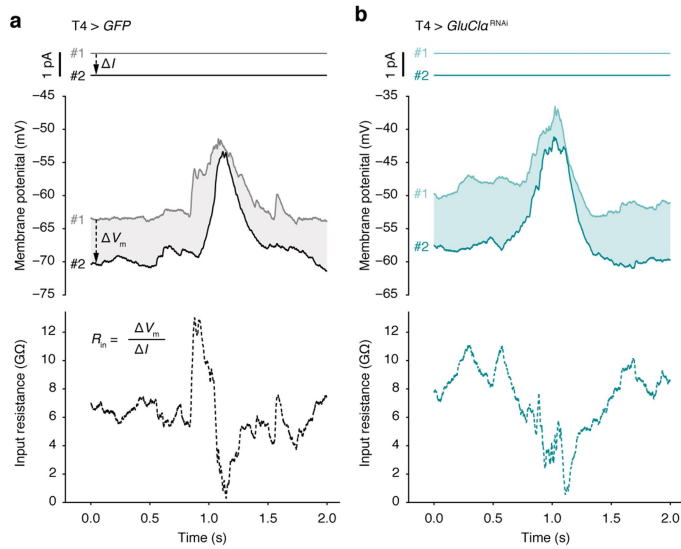 a T4 > GFP
#1
ΔI
#2
1 pA
−45
−50
−55
−60
−65
−70
−75
Membrane potenital (mV)
#1
ΔVm
#2
12
10
8
6
4
2
0
Input resistance (GΩ)
Rin = ΔVm
ΔI
0.0 0.5 1.0 1.5 2.0
Time (s)
b T4 > GluClα RNAi
#1
#2
1 pA
−35
−40
−45
−50
−55
−60
−65
Membrane potenital (mV)
#1
#2
12
10
8
6
4
2
0
Input resistance (GΩ)
0.0 0.5 1.0 1.5 2.0
Time (s)